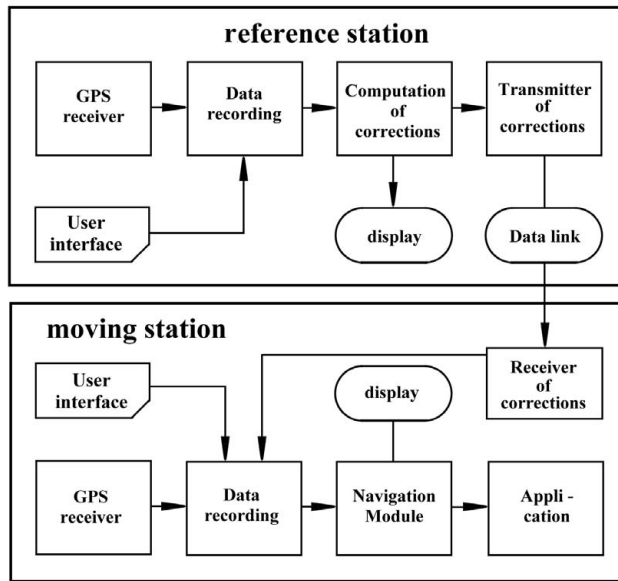 reference station
GPS
receiver
Data
recording
Computation
of
corrections
Transmitter
of
corrections
User
interface
display
Data link
moving station
User
interface
display
Receiver
of
corrections
GPS
receiver
Data
recording
Navigation
Module
Appli -
cation